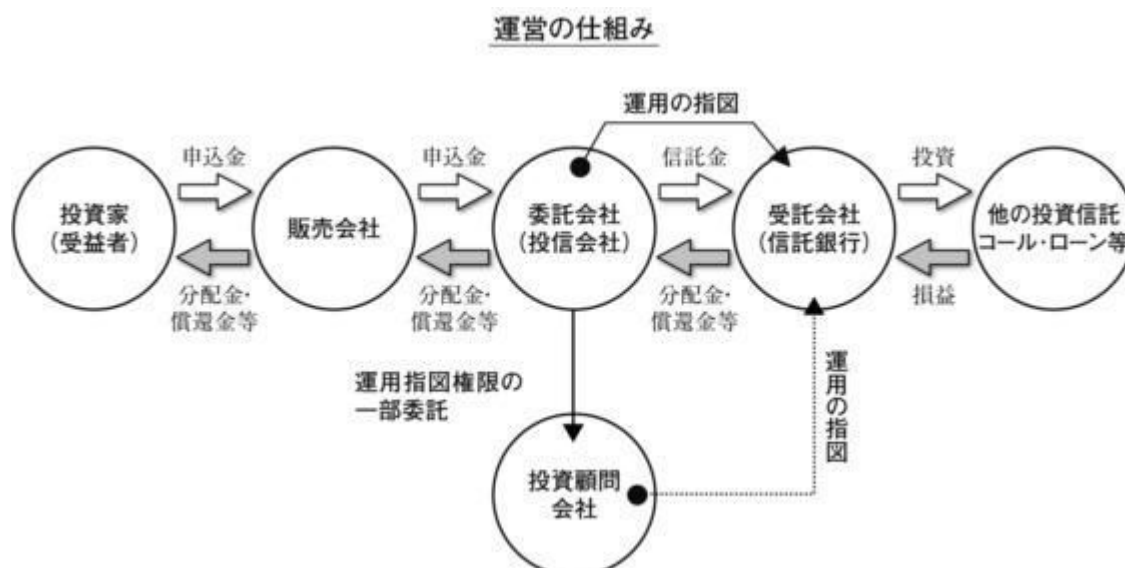 運営の仕組み
運用の指図
申込金
申込金
信託金
投資
投資家
(受益者)
販売会社
委託会社
(投信会社)
受託会社
(信託銀行)
他の投資信託
コール・ローン等
分配金・
償還金等
分配金・
償還金等
分配金・
償還金等
損益
運用指図権限の
一部委託
運用の指図
投資顧問
会社